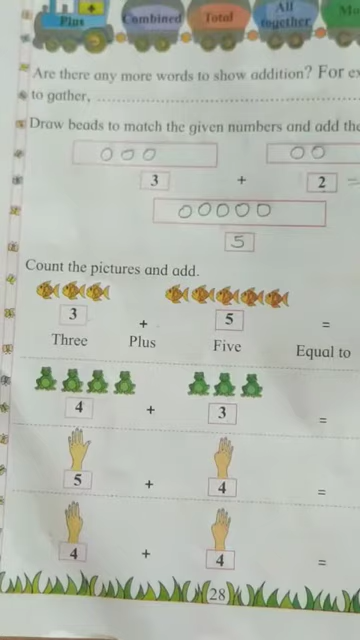 Plus Combined Total All together
Are there any more words to show addition? For
to gather,
Draw beads to match the given numbers and add the
3 + 2 =
5
Count the pictures and add.
3 + 5 =
Three Plus Five Equal to
4 + 3 =
5 + 4 =
4 + 4 =
28